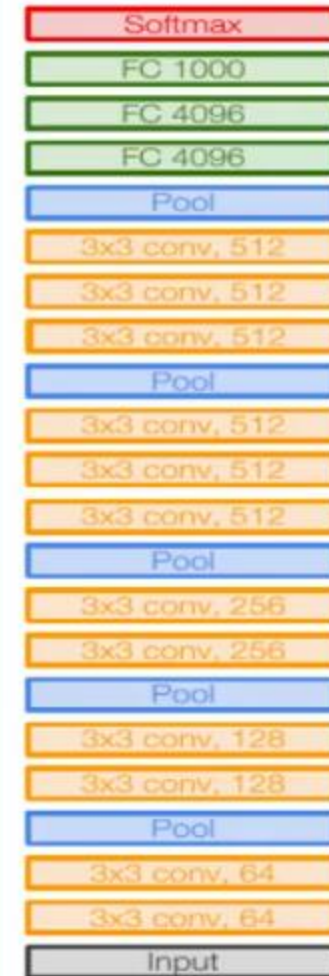 Softmax
FC 1000
FC 4096
FC 4096
Pool
3x3 conv, 512
3x3 conv, 512
3x3 conv, 512
Pool
3x3 conv, 512
3x3 conv, 512
3x3 conv, 512
Pool
3x3 conv, 256
3x3 conv, 256
Pool
3x3 conv, 128
3x3 conv, 128
Pool
3x3 conv, 64
3x3 conv, 64
Input